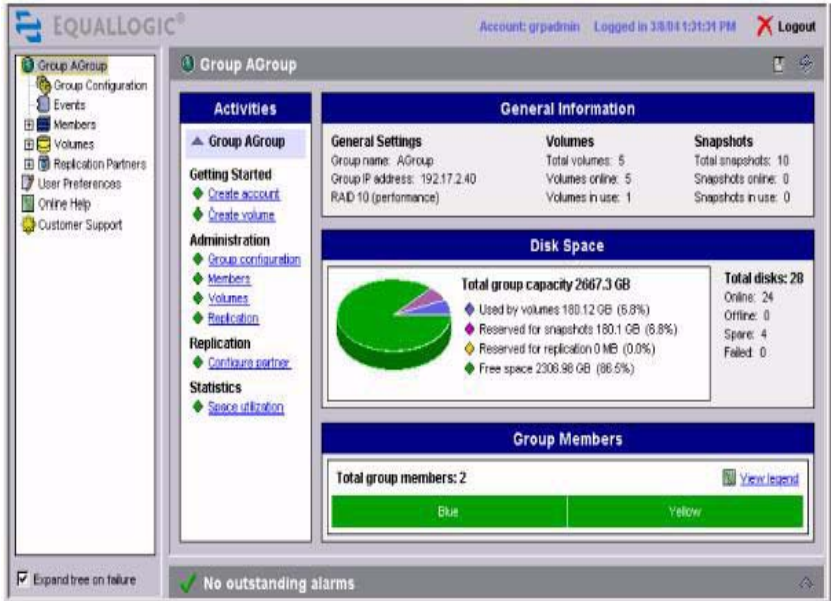 EQUALLOGIC®
Account: grpadmin Logged in 3/8/04 1:31:31 PM Logout
Group AGroup
Group Configuration
Events
Members
Volumes
Replication Partners
User Preferences
Online Help
Customer Support
Expand tree on failure
Group AGroup
Activities
Group AGroup
Getting Started
Create account
Create volume
Administration
Group configuration
Members
Volumes
Replication
Replication
Configure partner
Statistics
Space utilization
General Information
General Settings
Group name: AGroup
Group IP address: 192.17.2.40
RAID 10 (performance)
Volumes
Total volumes: 5
Volumes online: 5
Volumes in use: 1
Snapshots
Total snapshots: 10
Snapshots online: 0
Snapshots in use: 0
Disk Space
Total group capacity 2667.3 GB
Used by volumes 180.12 GB (6.8%)
Reserved for snapshots 180.1 GB (6.8%)
Reserved for replication 0 MB (0.0%)
Free space 2306.98 GB (86.5%)
Total disks: 28
Online: 24
Offline: 0
Spare: 4
Failed: 0
Group Members
Total group members: 2
View legend
Blue
Yellow
No outstanding alarms